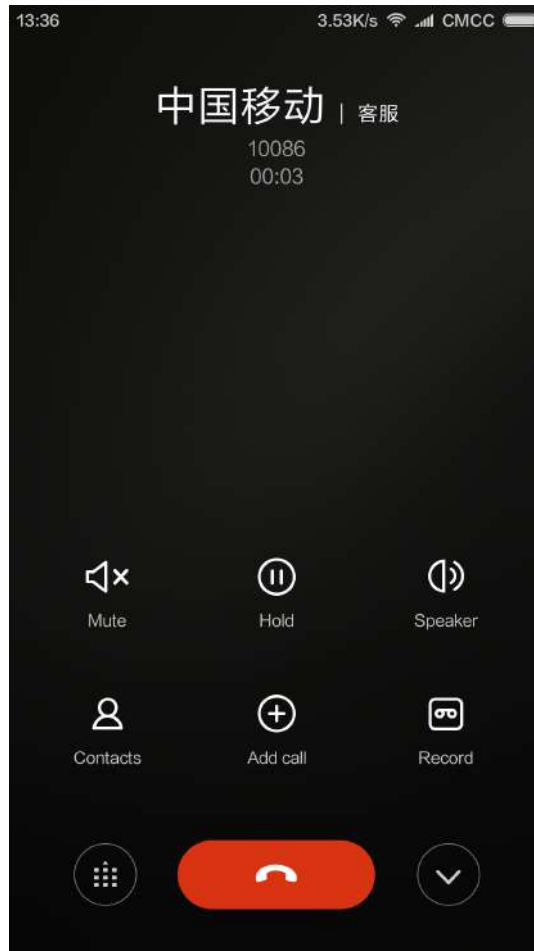 13:36 3.53K/s CMCC
中国移动 | 客服
10086
00:03
Mute Hold Speaker
Contacts Add call Record